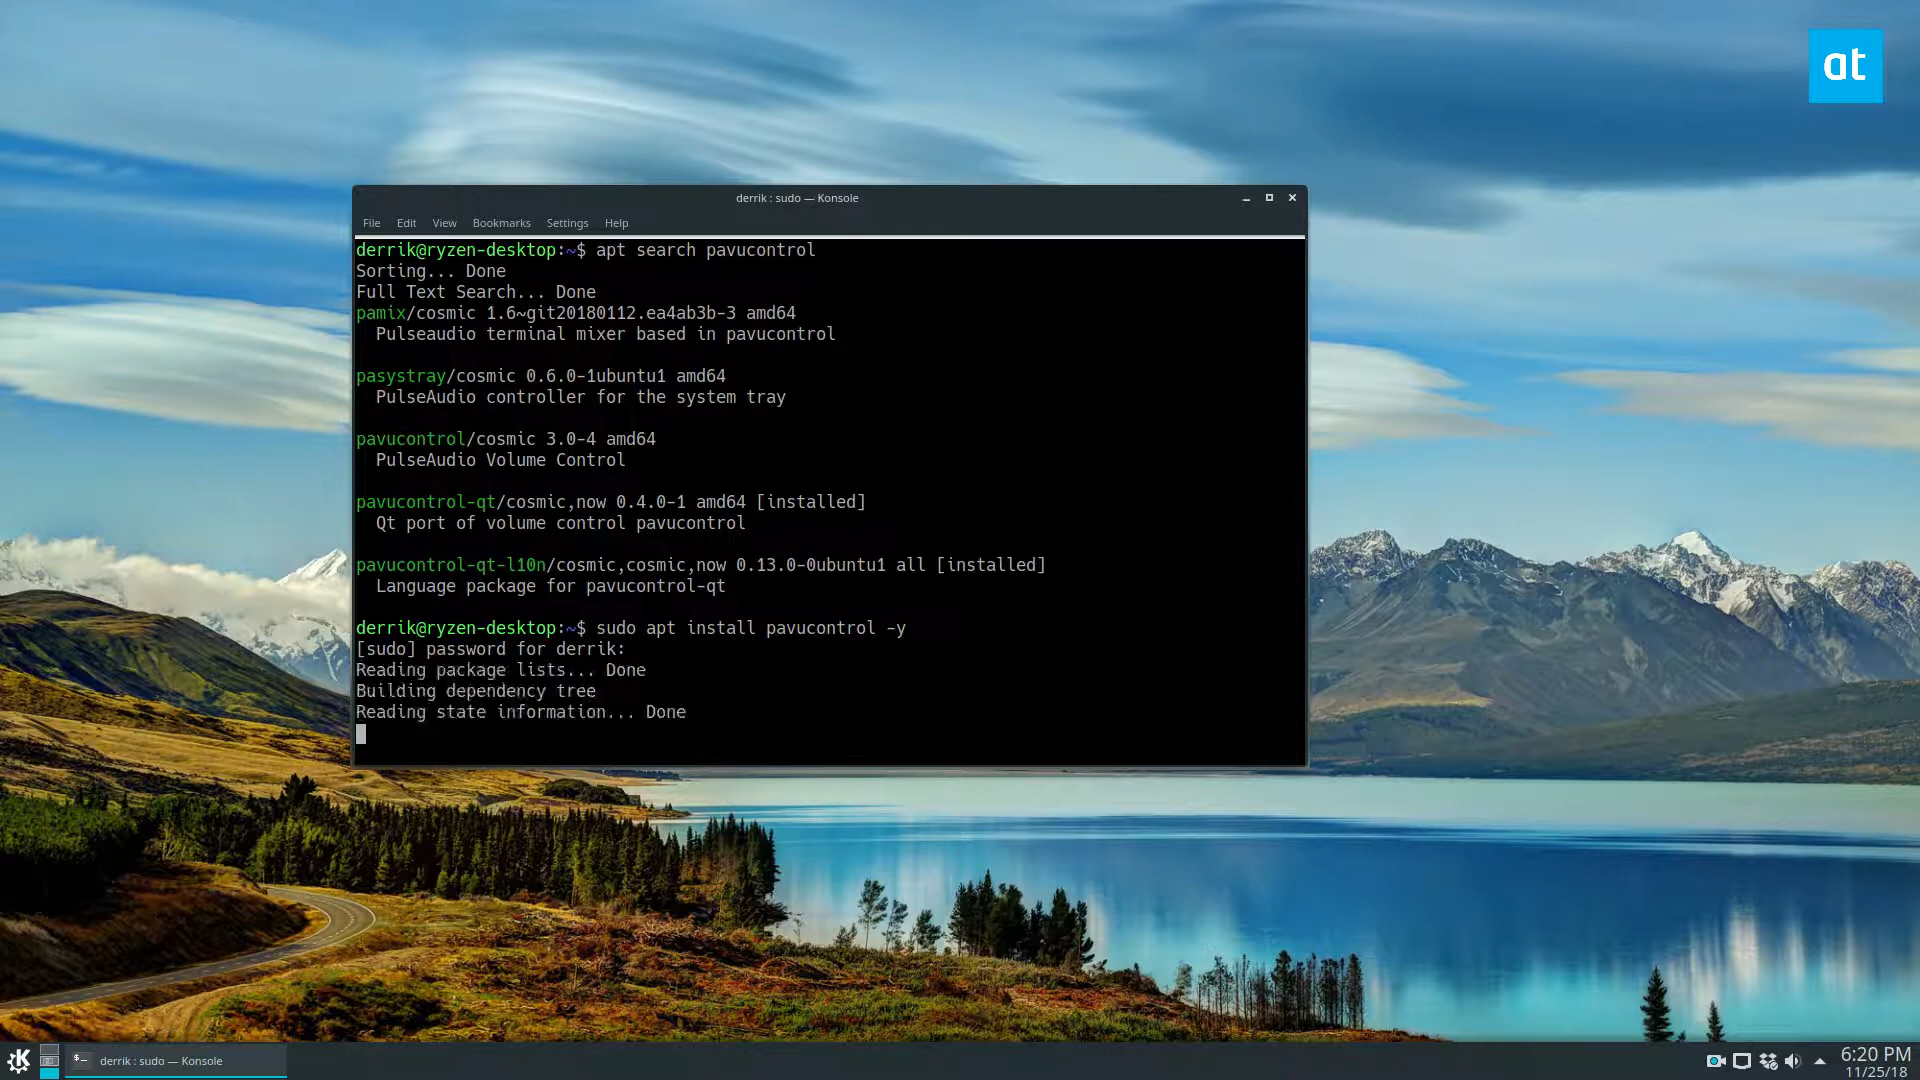 at
derrik : sudo — Konsole
File Edit View Bookmarks Settings Help
derrik@ryzen-desktop:~$ apt search pavucontrol
Sorting... Done
Full Text Search... Done
pamix/cosmic 1.6~git20180112.ea4ab3b-3 amd64
  Pulseaudio terminal mixer based in pavucontrol
pasystray/cosmic 0.6.0-1ubuntu1 amd64
  PulseAudio controller for the system tray
pavucontrol/cosmic 3.0-4 amd64
  PulseAudio Volume Control
pavucontrol-qt/cosmic,now 0.4.0-1 amd64 [installed]
  Qt port of volume control pavucontrol
pavucontrol-qt-l10n/cosmic,cosmic,now 0.13.0-0ubuntu1 all [installed]
  Language package for pavucontrol-qt
derrik@ryzen-desktop:~$ sudo apt install pavucontrol -y
[sudo] password for derrik:
Reading package lists... Done
Building dependency tree
Reading state information... Done
derrik : sudo — Konsole
6:20 PM
11/25/18